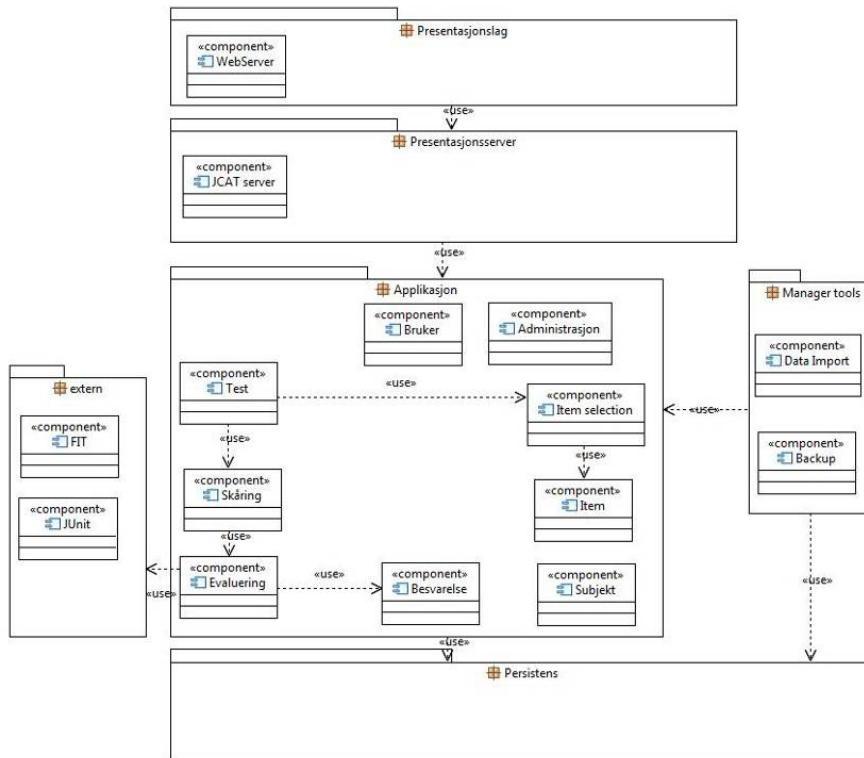 Presentasjonslag
«component»
WebServer
«use»
Presentasjonsserver
«component»
JCAT server
«use»
Applikasjon
«component»
Bruker
«component»
Administrasjon
«component»
Test
«use»
«component»
Item selection
«use»
«use»
«component»
Skåring
«component»
Item
«use»
«component»
Evaluering
«use»
«component»
Besvarelse
«component»
Subjekt
Manager tools
«component»
Data Import
«component»
Backup
«use»
«use»
extern
«component»
FIT
«component»
JUnit
«use»
«use»
Persistens